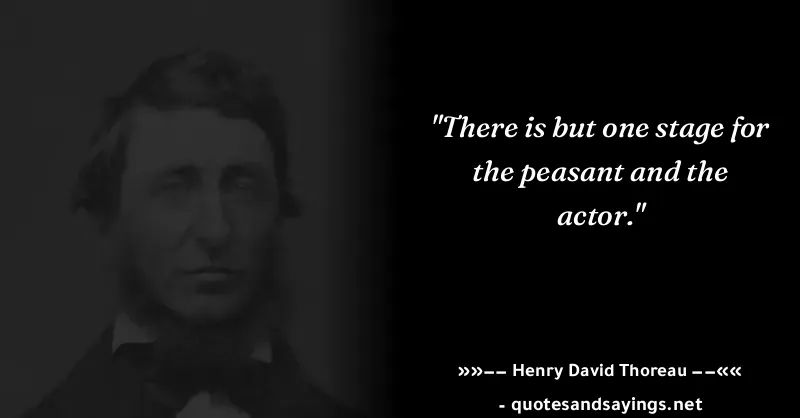 "There is but one stage for
the peasant and the
actor."
»»–– Henry David Thoreau ––««
- quotesandsayings.net